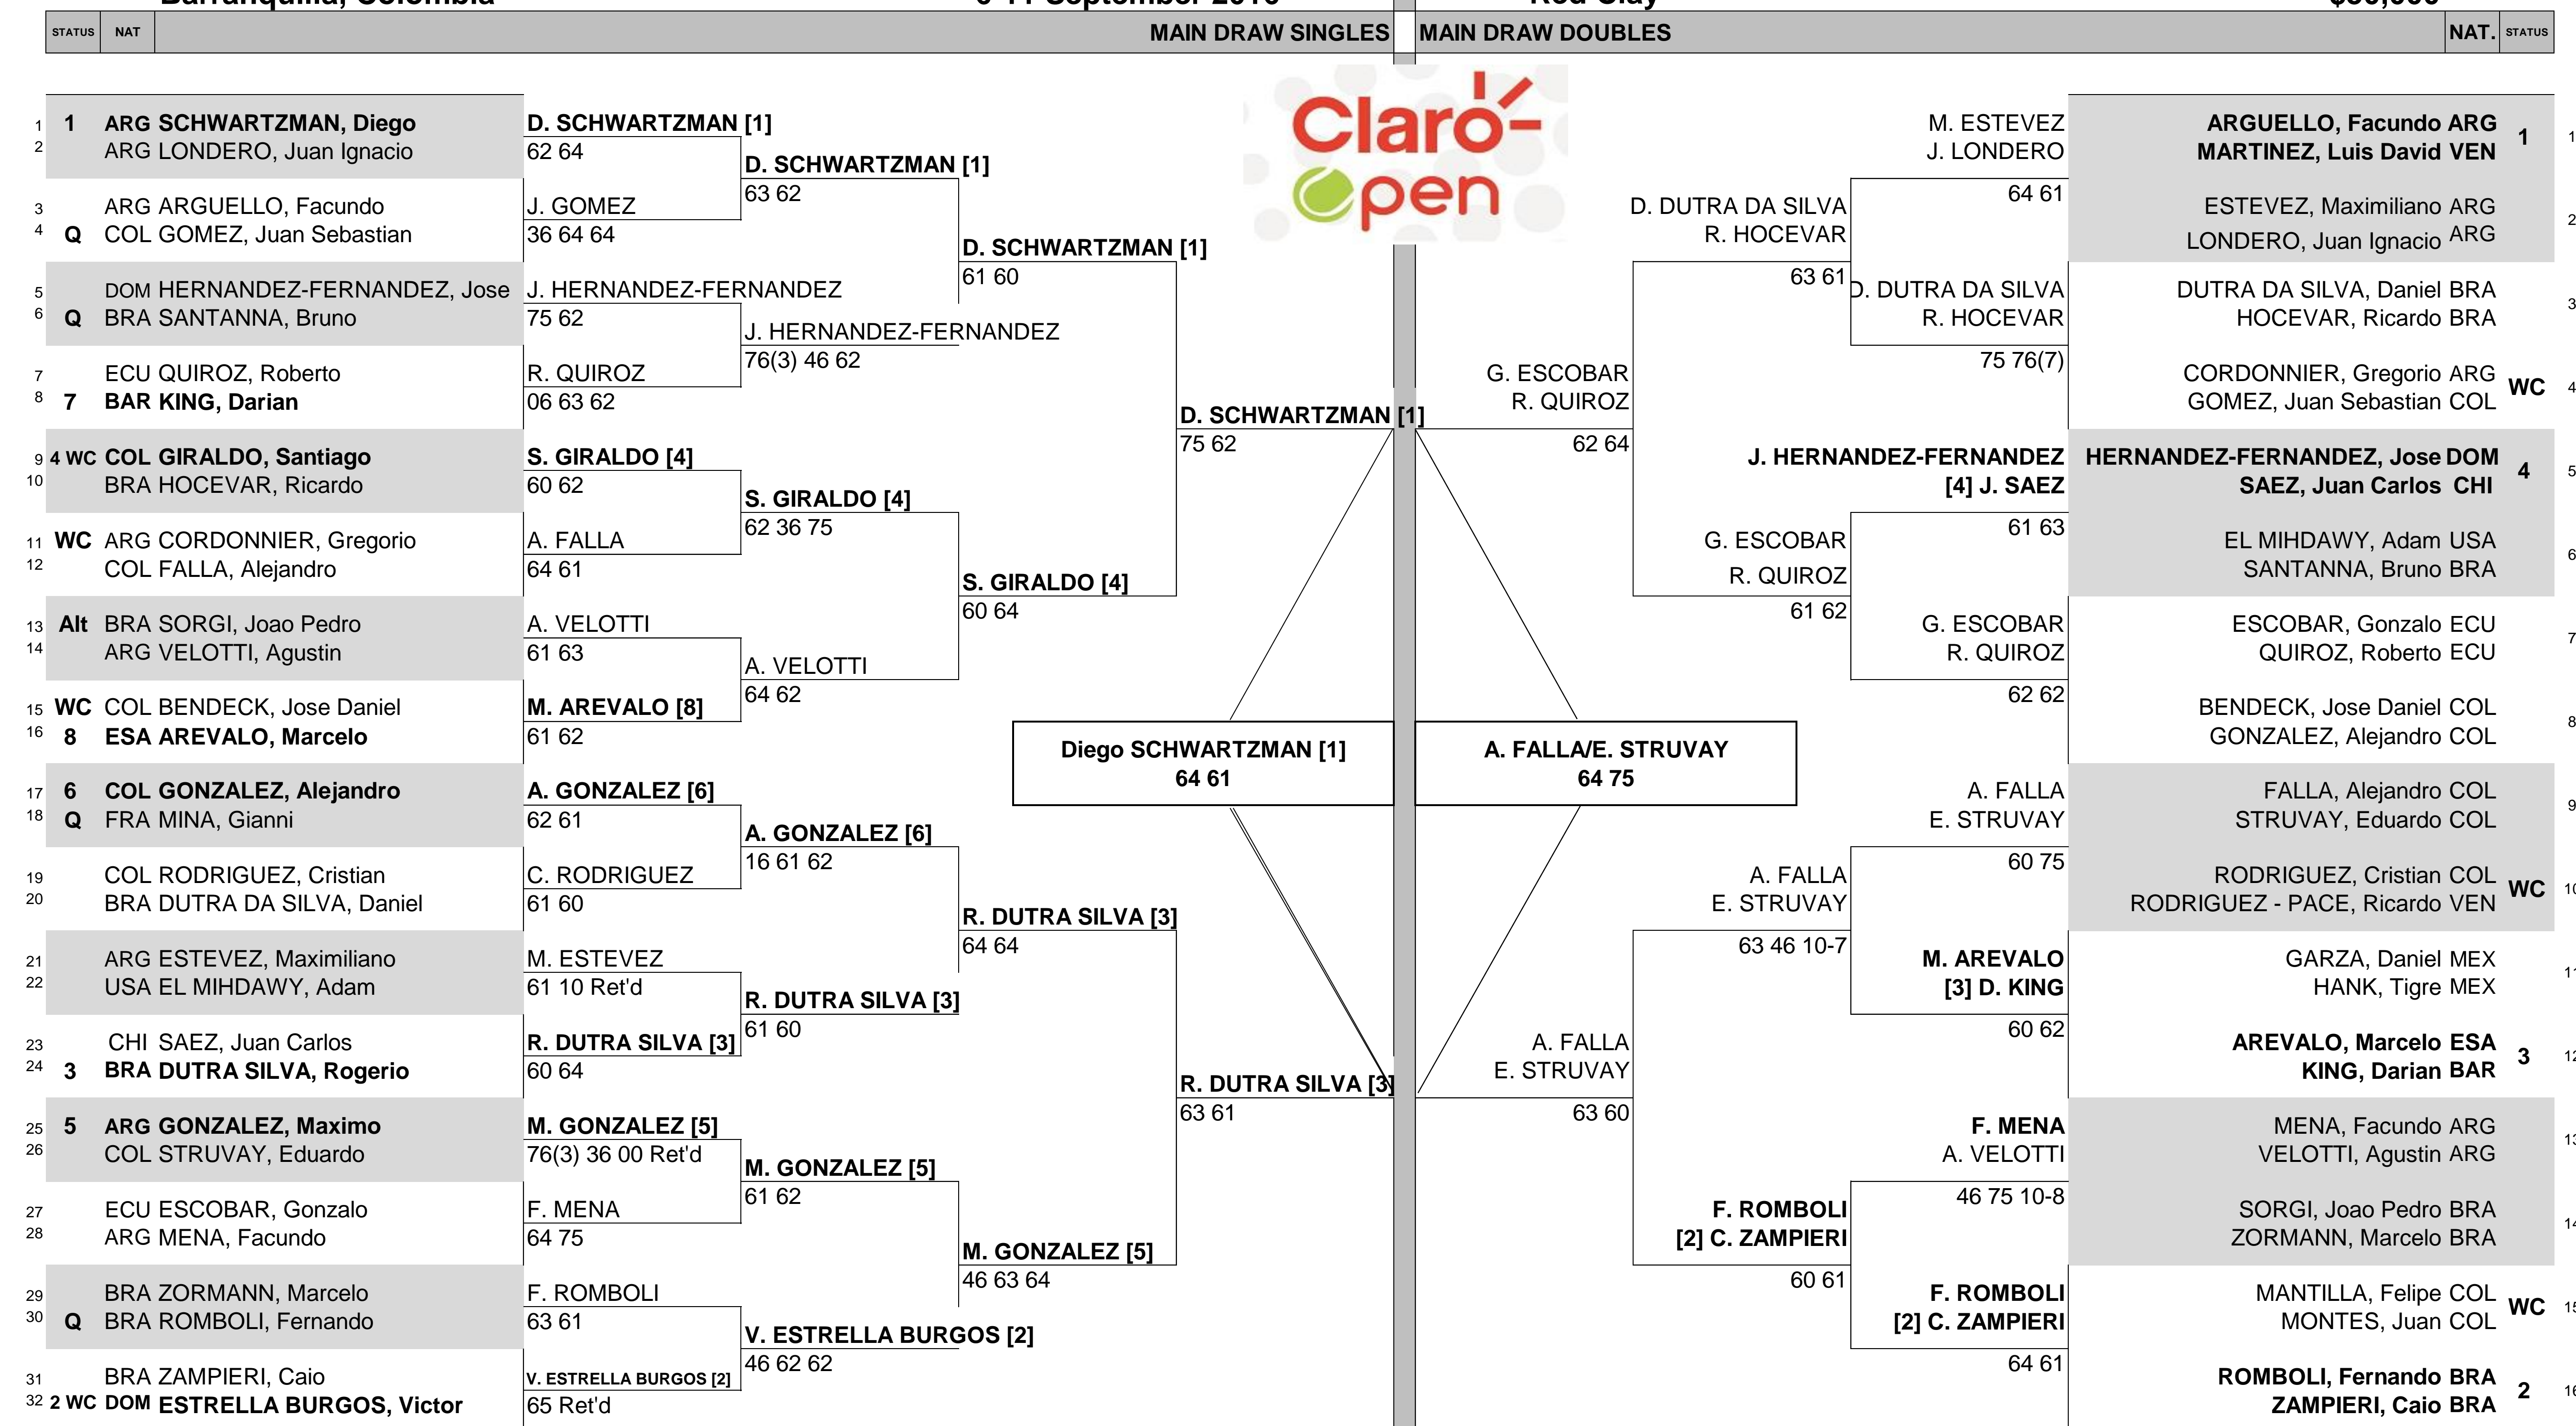 Barranquilla, Colombia
Red Clay
MAIN DRAW SINGLES MAIN DRAW DOUBLES
STATUS NAT NAT. STATUS
Claro
open
1 1 ARG SCHWARTZMAN, Diego
2 ARG LONDERO, Juan Ignacio
3 ARG ARGUELLO, Facundo
4 Q COL GOMEZ, Juan Sebastian
5 DOM HERNANDEZ-FERNANDEZ, Jose
6 Q BRA SANTANNA, Bruno
7 ECU QUIROZ, Roberto
8 7 BAR KING, Darian
9 4 WC COL GIRALDO, Santiago
10 BRA HOCEVAR, Ricardo
11 WC ARG CORDONNIER, Gregorio
12 COL FALLA, Alejandro
13 Alt BRA SORGI, Joao Pedro
14 ARG VELOTTI, Agustin
15 WC COL BENDECK, Jose Daniel
16 8 ESA AREVALO, Marcelo
17 6 COL GONZALEZ, Alejandro
18 Q FRA MINA, Gianni
19 COL RODRIGUEZ, Cristian
20 BRA DUTRA DA SILVA, Daniel
21 ARG ESTEVEZ, Maximiliano
22 USA EL MIHDAWY, Adam
23 CHI SAEZ, Juan Carlos
24 3 BRA DUTRA SILVA, Rogerio
25 5 ARG GONZALEZ, Maximo
26 COL STRUVAY, Eduardo
27 ECU ESCOBAR, Gonzalo
28 ARG MENA, Facundo
29 BRA ZORMANN, Marcelo
30 Q BRA ROMBOLI, Fernando
31 BRA ZAMPIERI, Caio
32 2 WC DOM ESTRELLA BURGOS, Victor
D. SCHWARTZMAN [1]
62 64
J. GOMEZ
36 64 64
J. HERNANDEZ-FERNANDEZ
75 62
R. QUIROZ
06 63 62
S. GIRALDO [4]
60 62
A. FALLA
64 61
A. VELOTTI
61 63
M. AREVALO [8]
61 62
A. GONZALEZ [6]
62 61
C. RODRIGUEZ
61 60
M. ESTEVEZ
61 10 Ret'd
R. DUTRA SILVA [3]
60 64
M. GONZALEZ [5]
76(3) 36 00 Ret'd
F. MENA
64 75
F. ROMBOLI
63 61
V. ESTRELLA BURGOS [2]
65 Ret'd
D. SCHWARTZMAN [1]
63 62
J. HERNANDEZ-FERNANDEZ
76(3) 46 62
S. GIRALDO [4]
62 36 75
A. VELOTTI
64 62
A. GONZALEZ [6]
16 61 62
R. DUTRA SILVA [3]
61 60
M. GONZALEZ [5]
61 62
V. ESTRELLA BURGOS [2]
46 62 62
D. SCHWARTZMAN [1]
61 60
S. GIRALDO [4]
60 64
R. DUTRA SILVA [3]
64 64
M. GONZALEZ [5]
46 63 64
D. SCHWARTZMAN [1]
75 62
R. DUTRA SILVA [3]
63 61
Diego SCHWARTZMAN [1]
64 61
A. FALLA/E. STRUVAY
64 75
G. ESCOBAR
R. QUIROZ
62 64
A. FALLA
E. STRUVAY
63 60
D. DUTRA DA SILVA
R. HOCEVAR
63 61
G. ESCOBAR
R. QUIROZ
61 62
A. FALLA
E. STRUVAY
63 46 10-7
F. ROMBOLI
[2] C. ZAMPIERI
60 61
M. ESTEVEZ
J. LONDERO
64 61
D. DUTRA DA SILVA
R. HOCEVAR
75 76(7)
J. HERNANDEZ-FERNANDEZ
[4] J. SAEZ
61 63
G. ESCOBAR
R. QUIROZ
62 62
A. FALLA
E. STRUVAY
60 75
M. AREVALO
[3] D. KING
60 62
F. MENA
A. VELOTTI
46 75 10-8
F. ROMBOLI
[2] C. ZAMPIERI
64 61
ARGUELLO, Facundo ARG
MARTINEZ, Luis David VEN
1 1
ESTEVEZ, Maximiliano ARG
LONDERO, Juan Ignacio ARG
2
DUTRA DA SILVA, Daniel BRA
HOCEVAR, Ricardo BRA
3
CORDONNIER, Gregorio ARG
GOMEZ, Juan Sebastian COL
WC 4
HERNANDEZ-FERNANDEZ, Jose DOM
SAEZ, Juan Carlos CHI
4 5
EL MIHDAWY, Adam USA
SANTANNA, Bruno BRA
6
ESCOBAR, Gonzalo ECU
QUIROZ, Roberto ECU
7
BENDECK, Jose Daniel COL
GONZALEZ, Alejandro COL
8
FALLA, Alejandro COL
STRUVAY, Eduardo COL
9
RODRIGUEZ, Cristian COL
RODRIGUEZ - PACE, Ricardo VEN
WC
GARZA, Daniel MEX
HANK, Tigre MEX
AREVALO, Marcelo ESA
KING, Darian BAR
3
MENA, Facundo ARG
VELOTTI, Agustin ARG
SORGI, Joao Pedro BRA
ZORMANN, Marcelo BRA
MANTILLA, Felipe COL
MONTES, Juan COL
WC
ROMBOLI, Fernando BRA
ZAMPIERI, Caio BRA
2